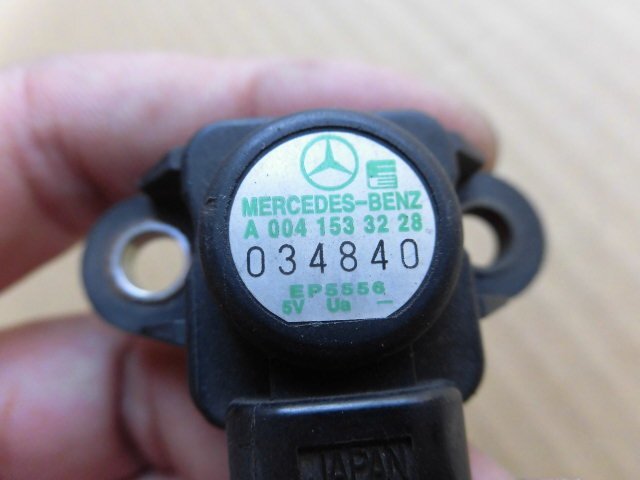 MERCEDES-BENZ
A 004 153 32 28
034840
EP5556
5V Ua —
JAPAN